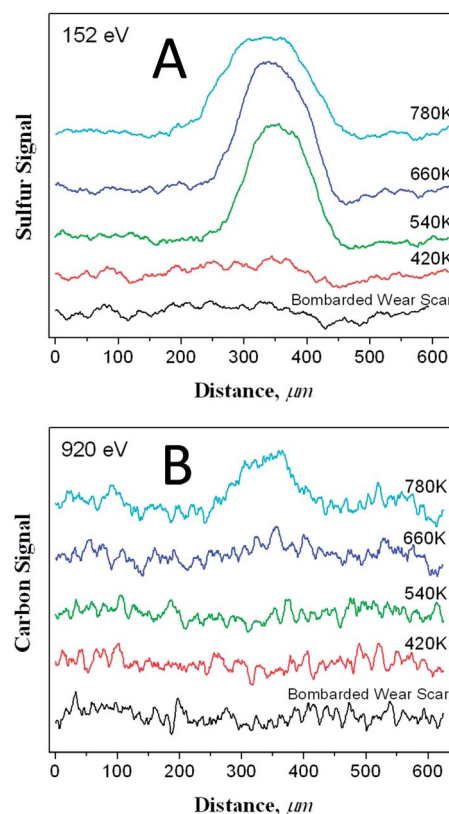 152 eV
A
780K
660K
540K
420K
Bombarded Wear Scar
Sulfur Signal
0
0 100 200 300 400 500 600
Distance, μm
920 eV
B
780K
660K
540K
420K
Bombarded Wear Scar
Carbon Signal
0
0 100 200 300 400 500 600
Distance, μm